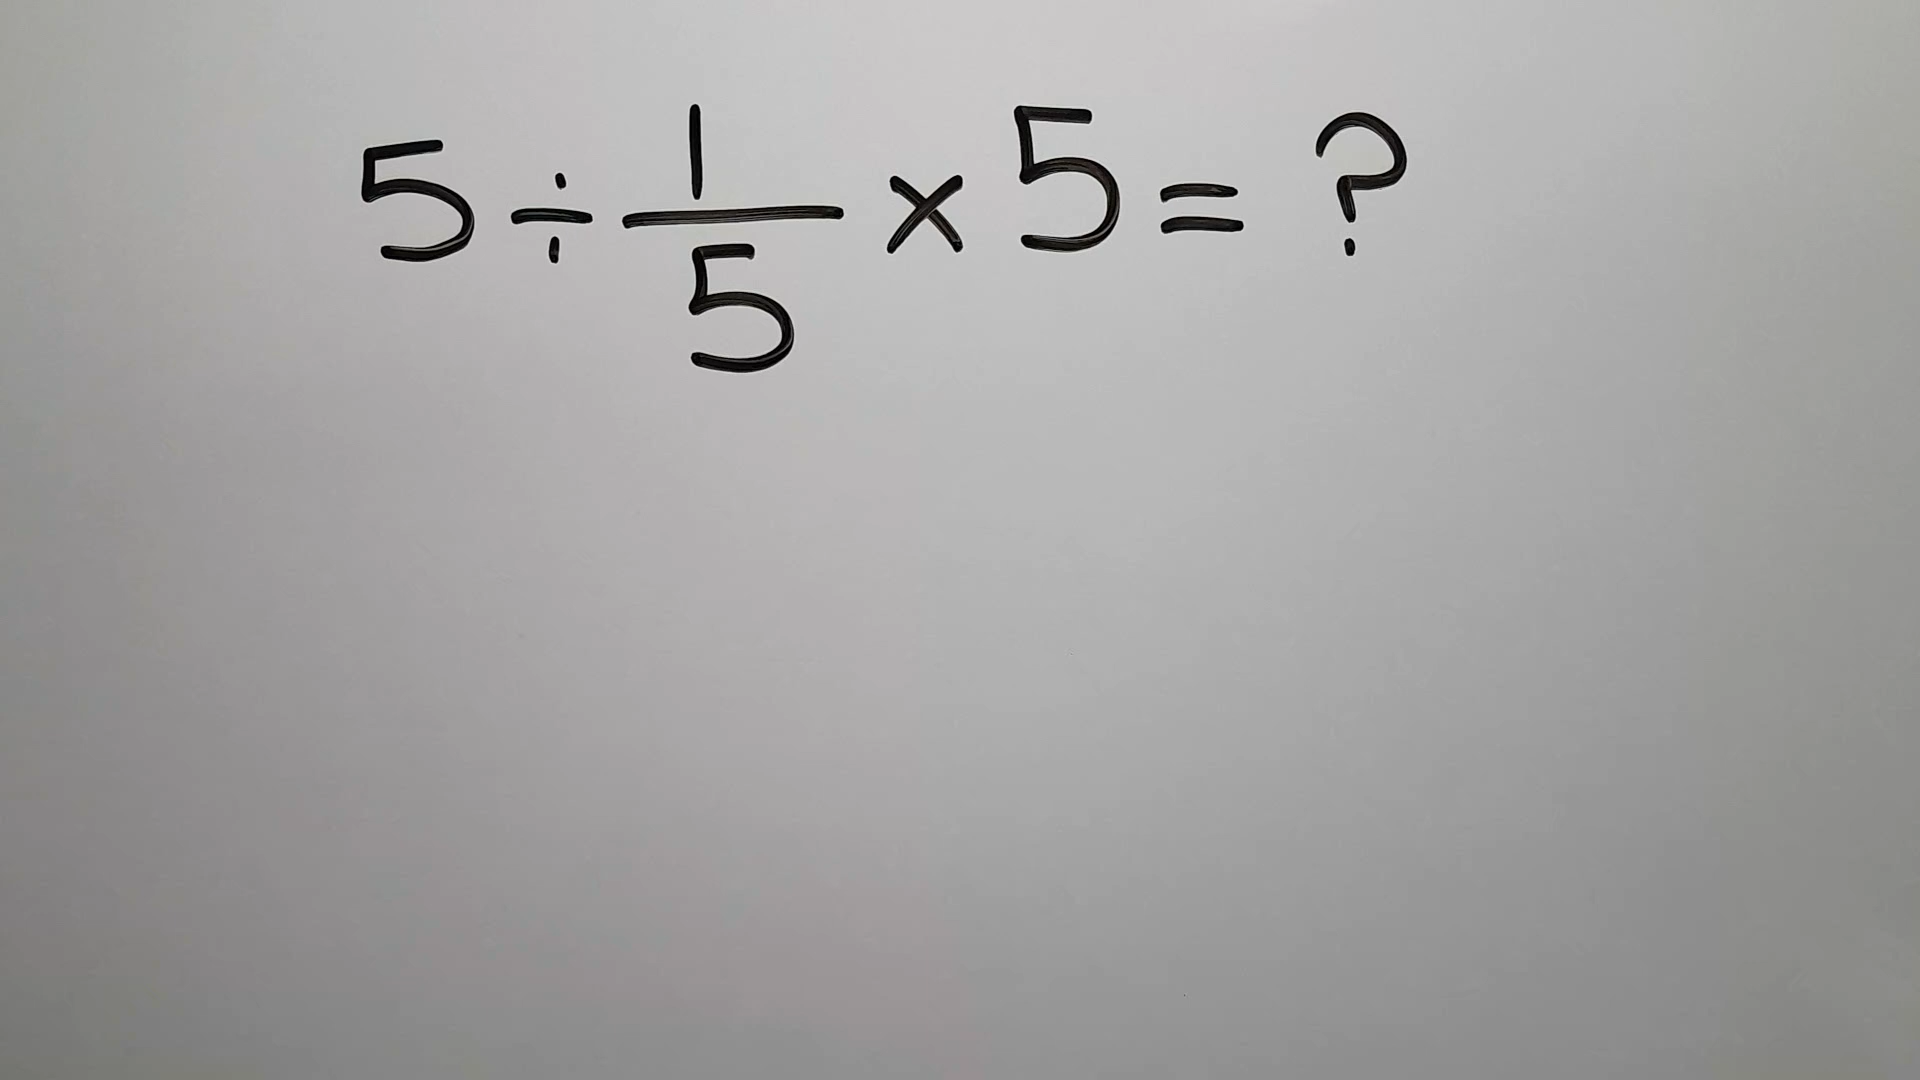 5 ÷ 1/5 × 5 = ?